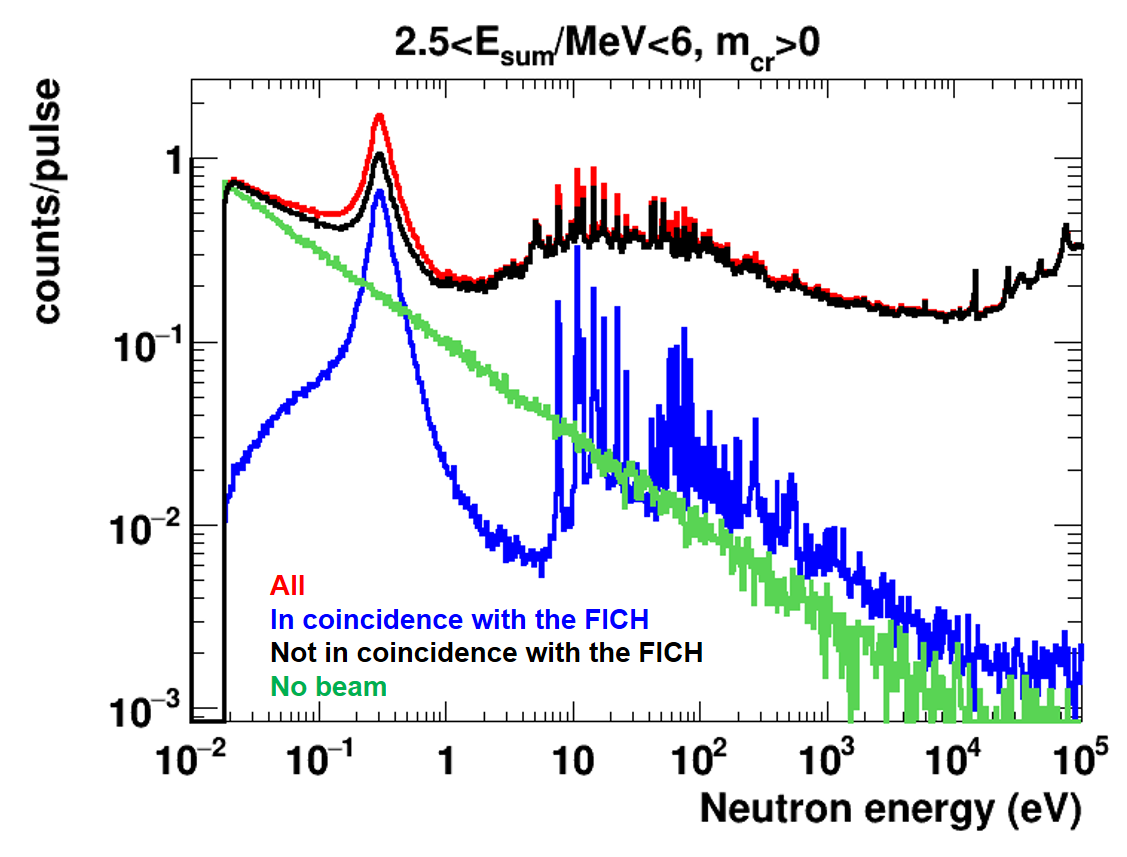 2.5<E_sum/MeV<6, m_cr>0
counts/pulse
1
10^−1
10^−2
10^−3
All
In coincidence with the FICH
Not in coincidence with the FICH
No beam
10^−2 10^−1 1 10 10^2 10^3 10^4 10^5
Neutron energy (eV)